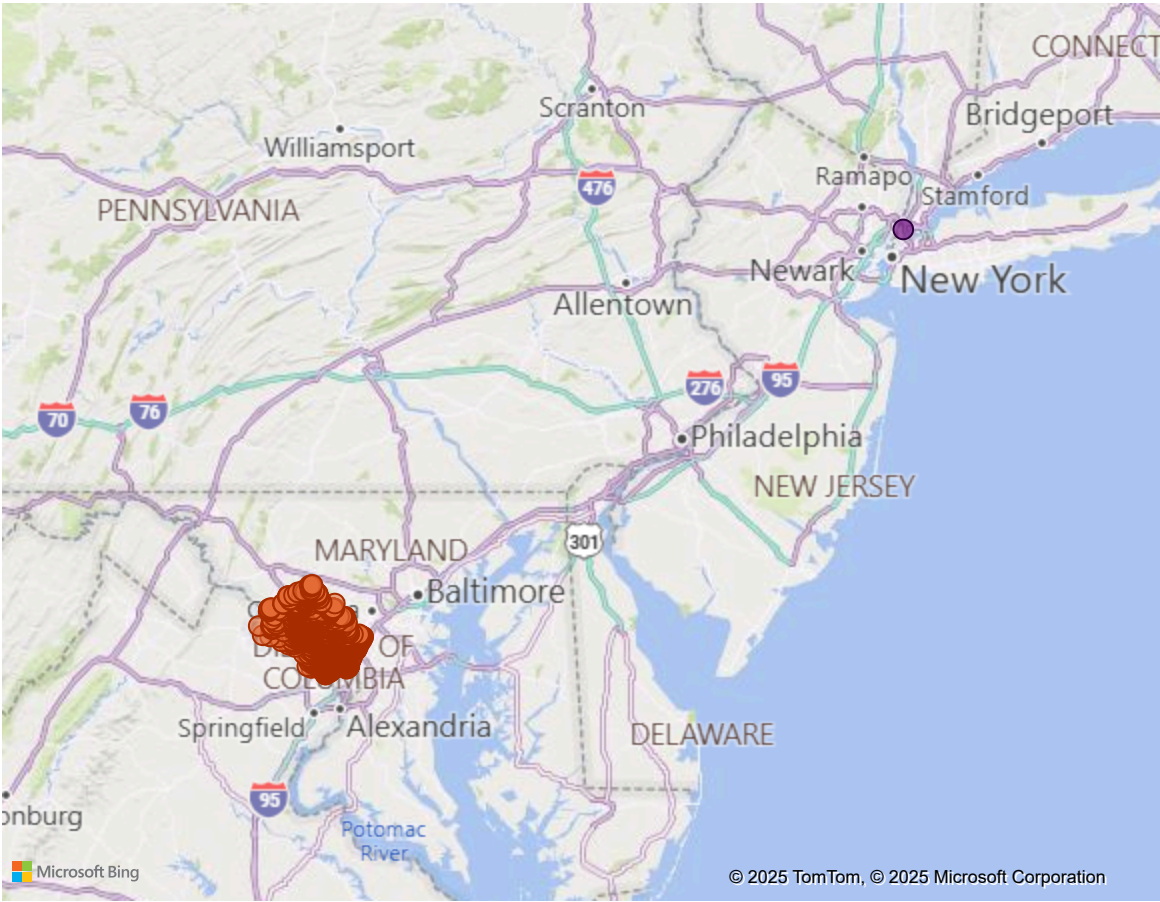 CONNECT
Scranton
Bridgeport
Williamsport
Ramapo
476
Stamford
PENNSYLVANIA
Newark
New York
Allentown
276
95
70
76
Philadelphia
NEW JERSEY
301
MARYLAND
Baltimore
OF
COLUMBIA
Springfield
Alexandria
DELAWARE
95
onburg
Potomac
River
Microsoft Bing
© 2025 TomTom, © 2025 Microsoft Corporation